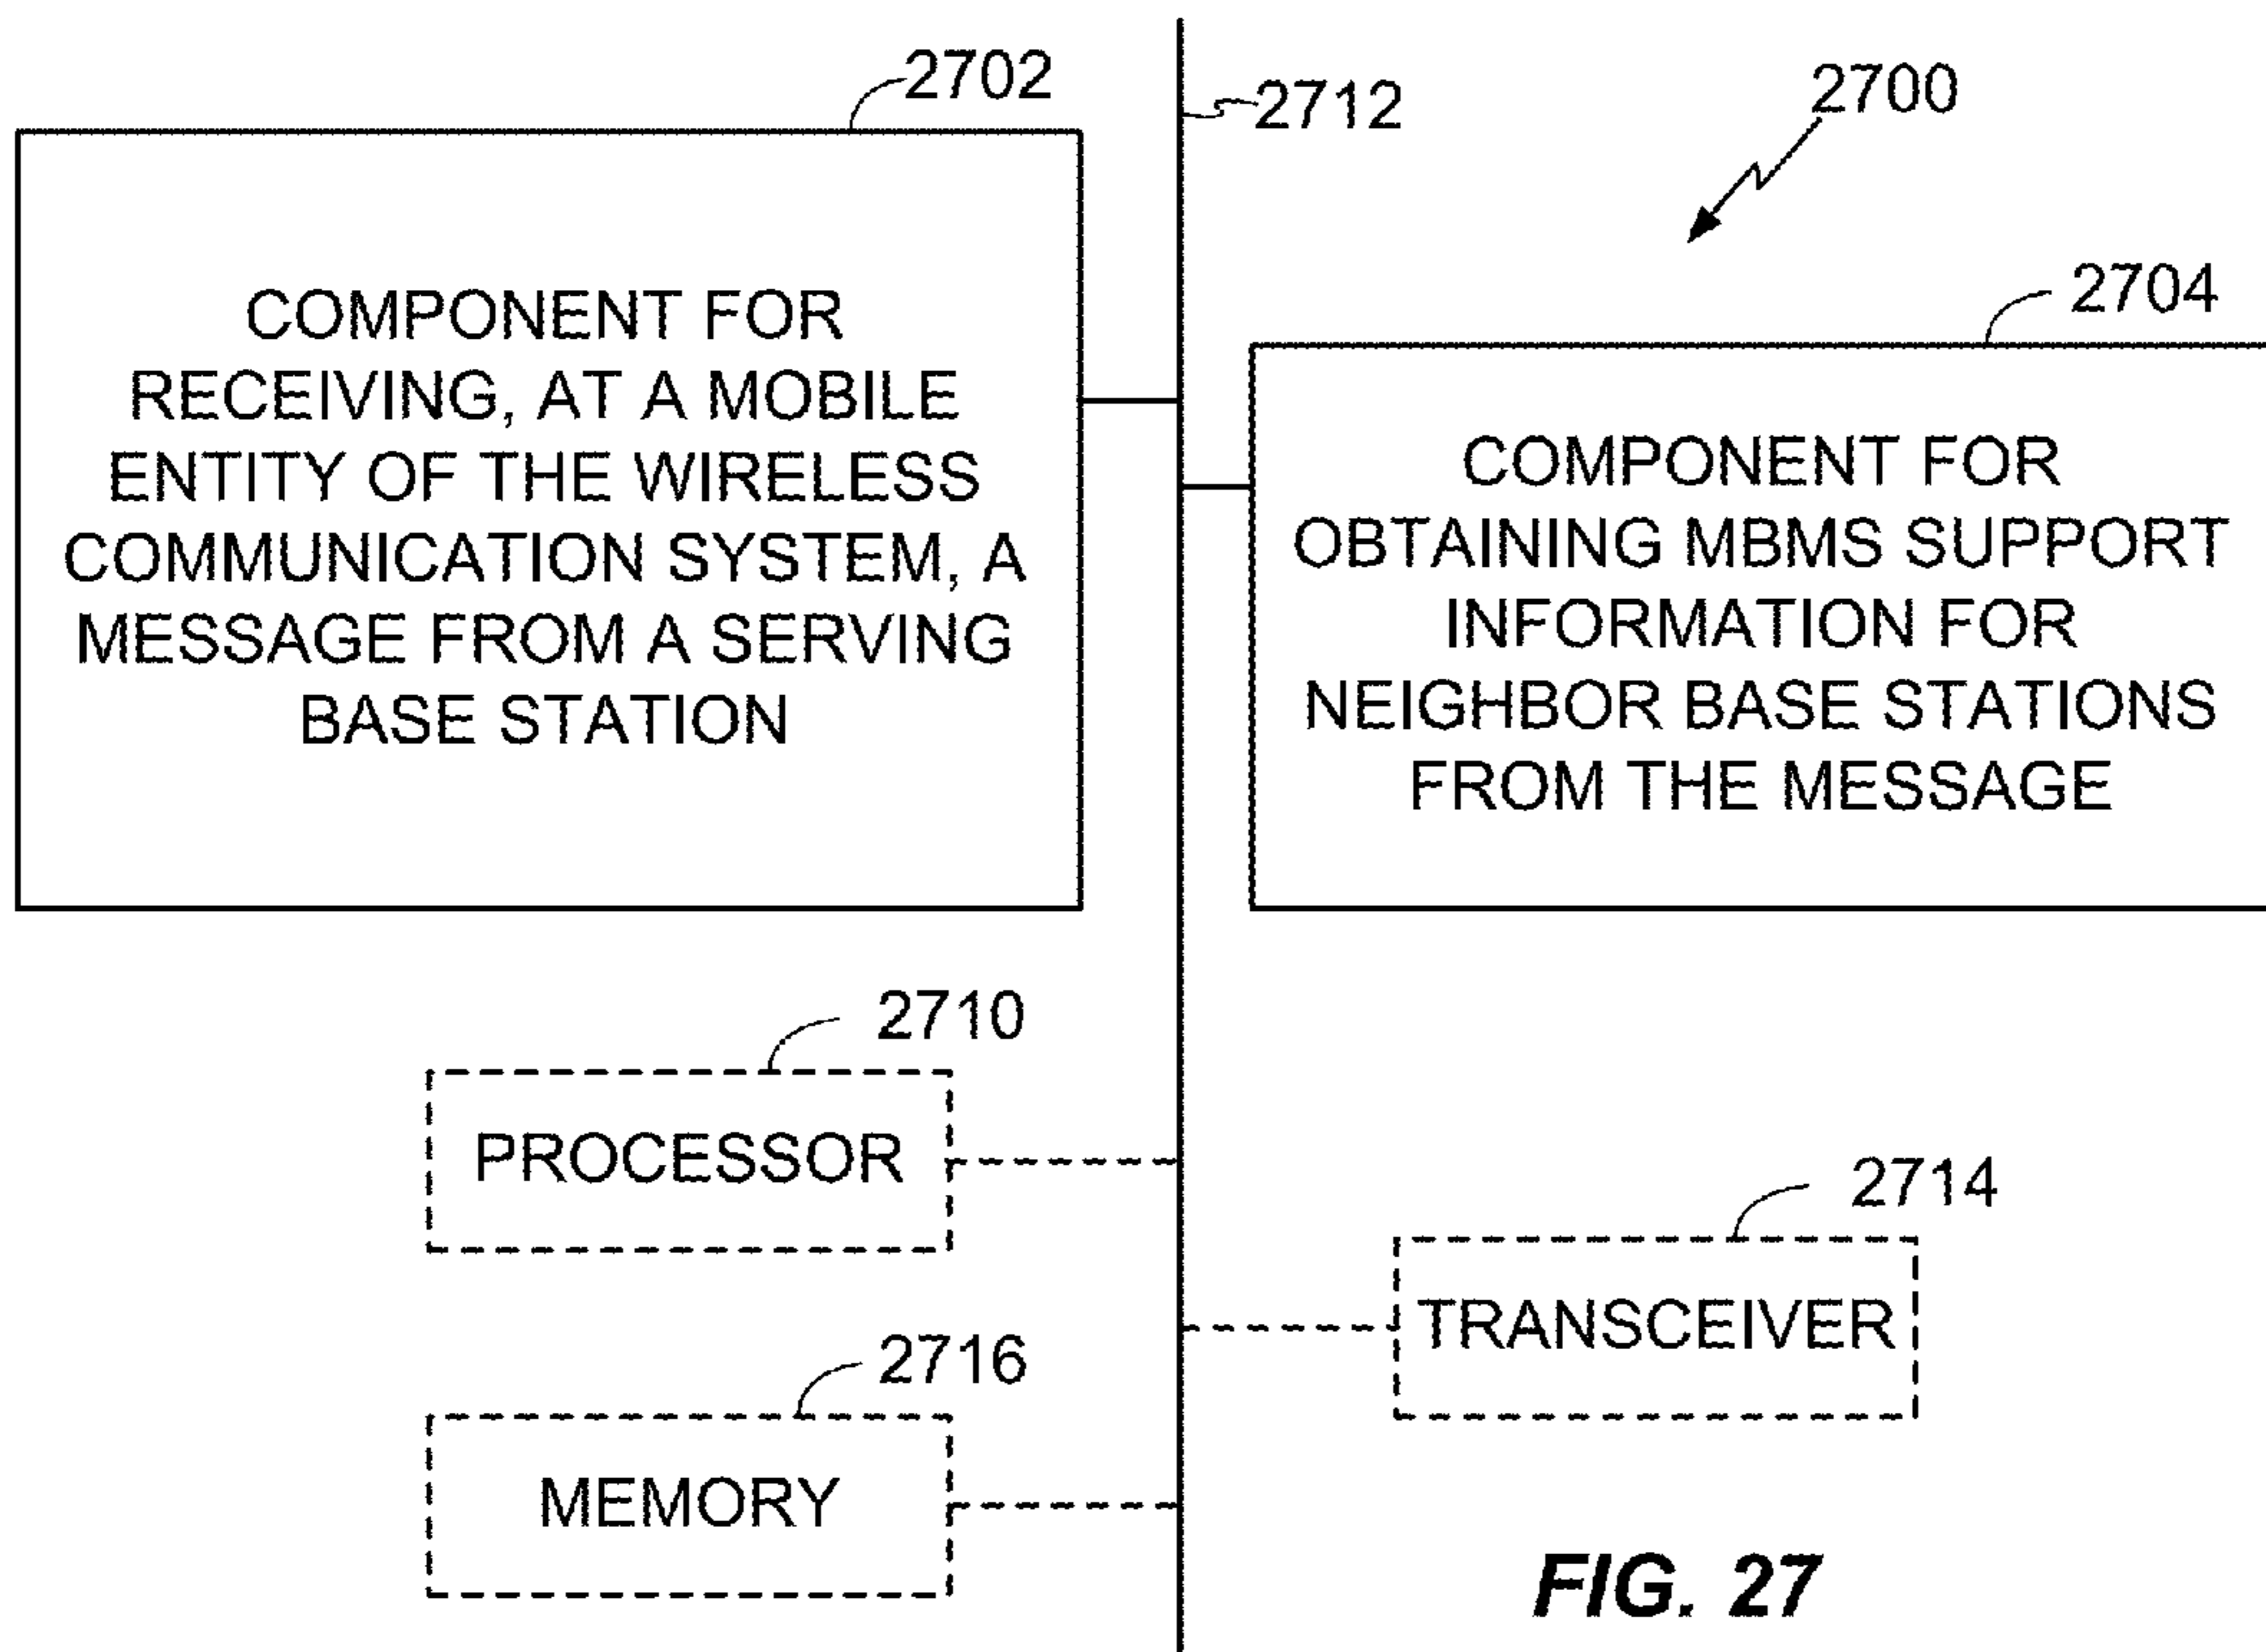 2702
2712
2700
COMPONENT FOR
RECEIVING, AT A MOBILE
ENTITY OF THE WIRELESS
COMMUNICATION SYSTEM, A
MESSAGE FROM A SERVING
BASE STATION
2704
COMPONENT FOR
OBTAINING MBMS SUPPORT
INFORMATION FOR
NEIGHBOR BASE STATIONS
FROM THE MESSAGE
2710
PROCESSOR
2714
TRANSCEIVER
2716
MEMORY
FIG. 27